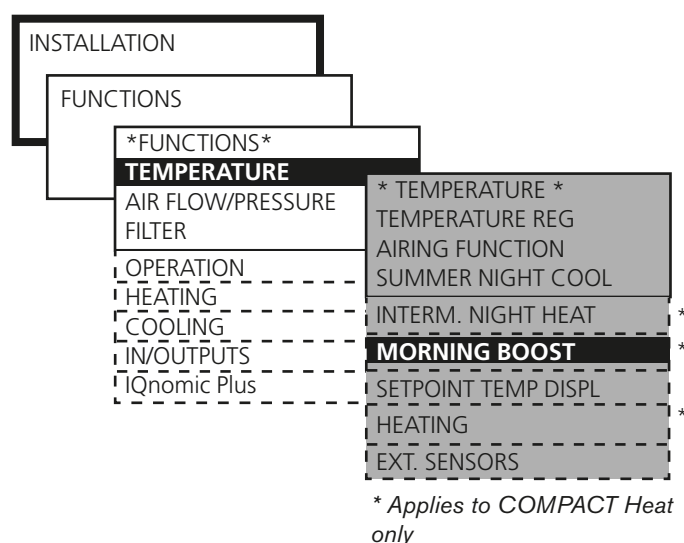 INSTALLATION
FUNCTIONS
*FUNCTIONS*
TEMPERATURE
AIR FLOW/PRESSURE
FILTER
OPERATION
HEATING
COOLING
IN/OUTPUTS
IQnomic Plus
* TEMPERATURE *
TEMPERATURE REG
AIRING FUNCTION
SUMMER NIGHT COOL
INTERM. NIGHT HEAT *
MORNING BOOST *
SETPOINT TEMP DISPL
HEATING *
EXT. SENSORS
* Applies to COMPACT Heat
only